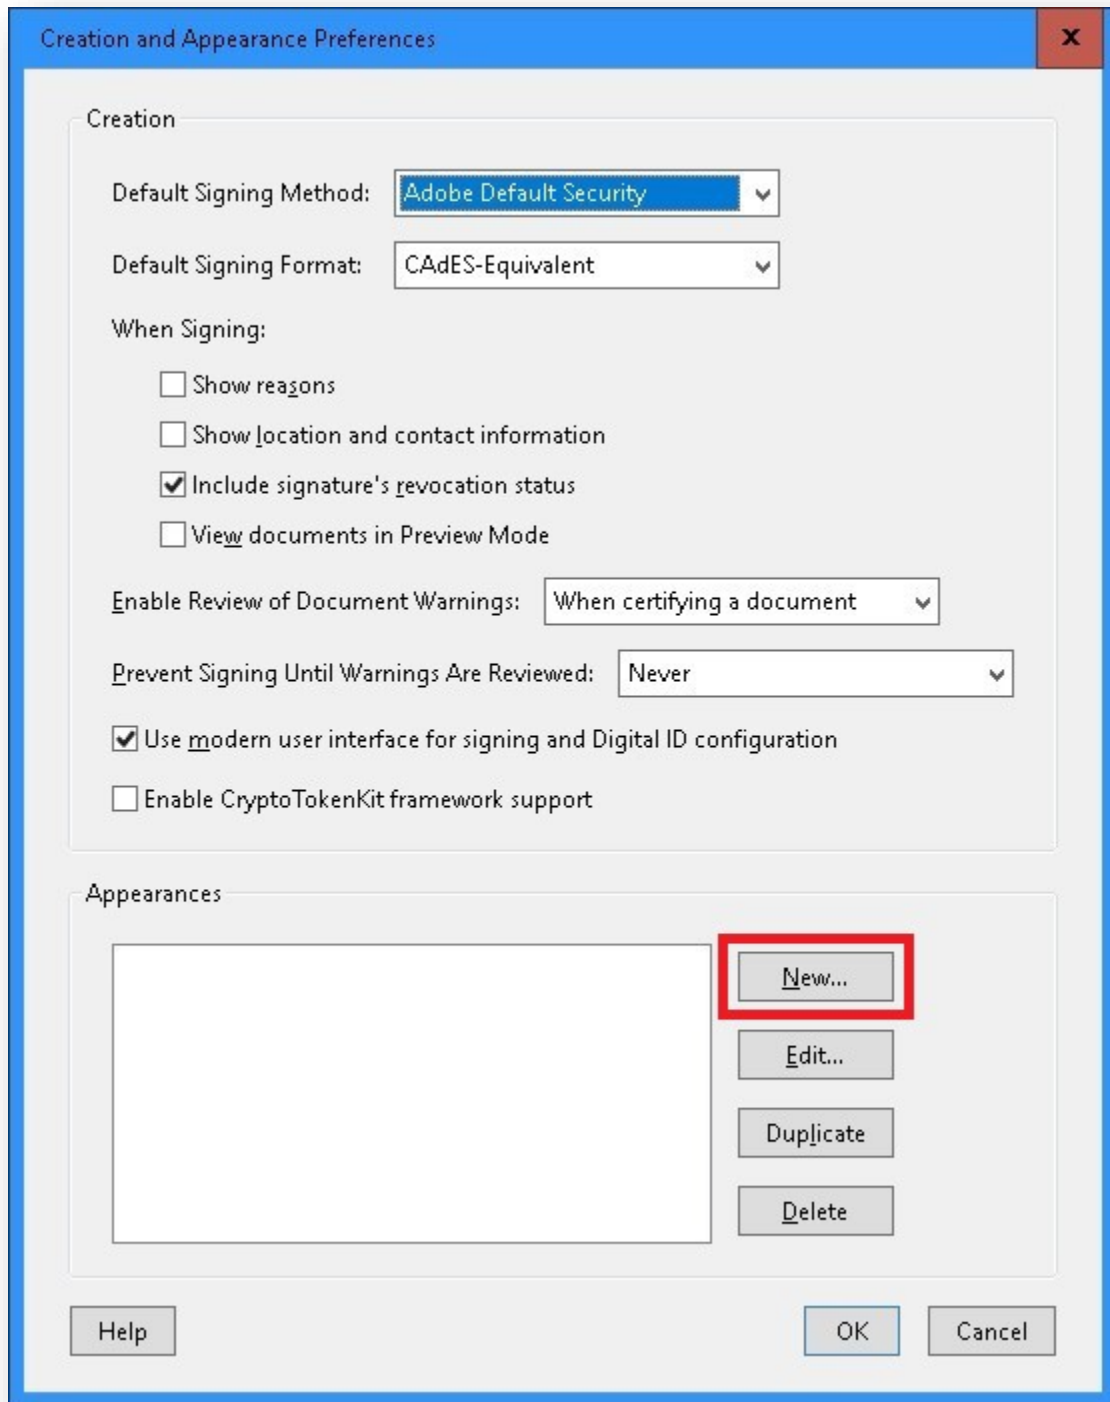 Creation and Appearance Preferences
x
Creation
Default Signing Method: Adobe Default Security
Default Signing Format: CAdES-Equivalent
When Signing:
Show reasons
Show location and contact information
Include signature's revocation status
View documents in Preview Mode
Enable Review of Document Warnings: When certifying a document
Prevent Signing Until Warnings Are Reviewed: Never
Use modern user interface for signing and Digital ID configuration
Enable CryptoTokenKit framework support
Appearances
New...
Edit...
Duplicate
Delete
Help OK Cancel